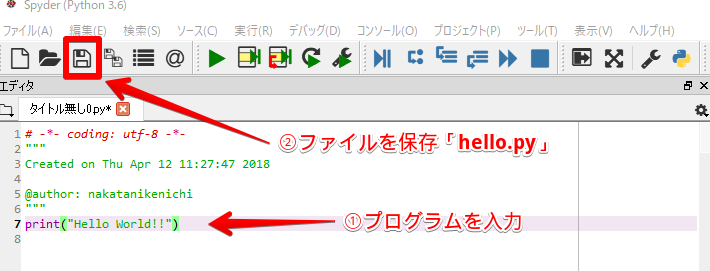 Spyder (Python 3.6)
ファイル(A) 編集(E) 検索(S) ソース(C) 実行(R) デバッグ(D) コンソール(O) プロジェクト(P) ツール(T) 表示(V) ヘルプ(H)
@
エディタ
タイトル無し0.py*
1 # -*- coding: utf-8 -*-
2 """
3 Created on Thu Apr 12 11:27:47 2018
4
5 @author: nakatanikenichi
6 """
7 print("Hello World!!")
8
②ファイルを保存「hello.py」
①プログラムを入力